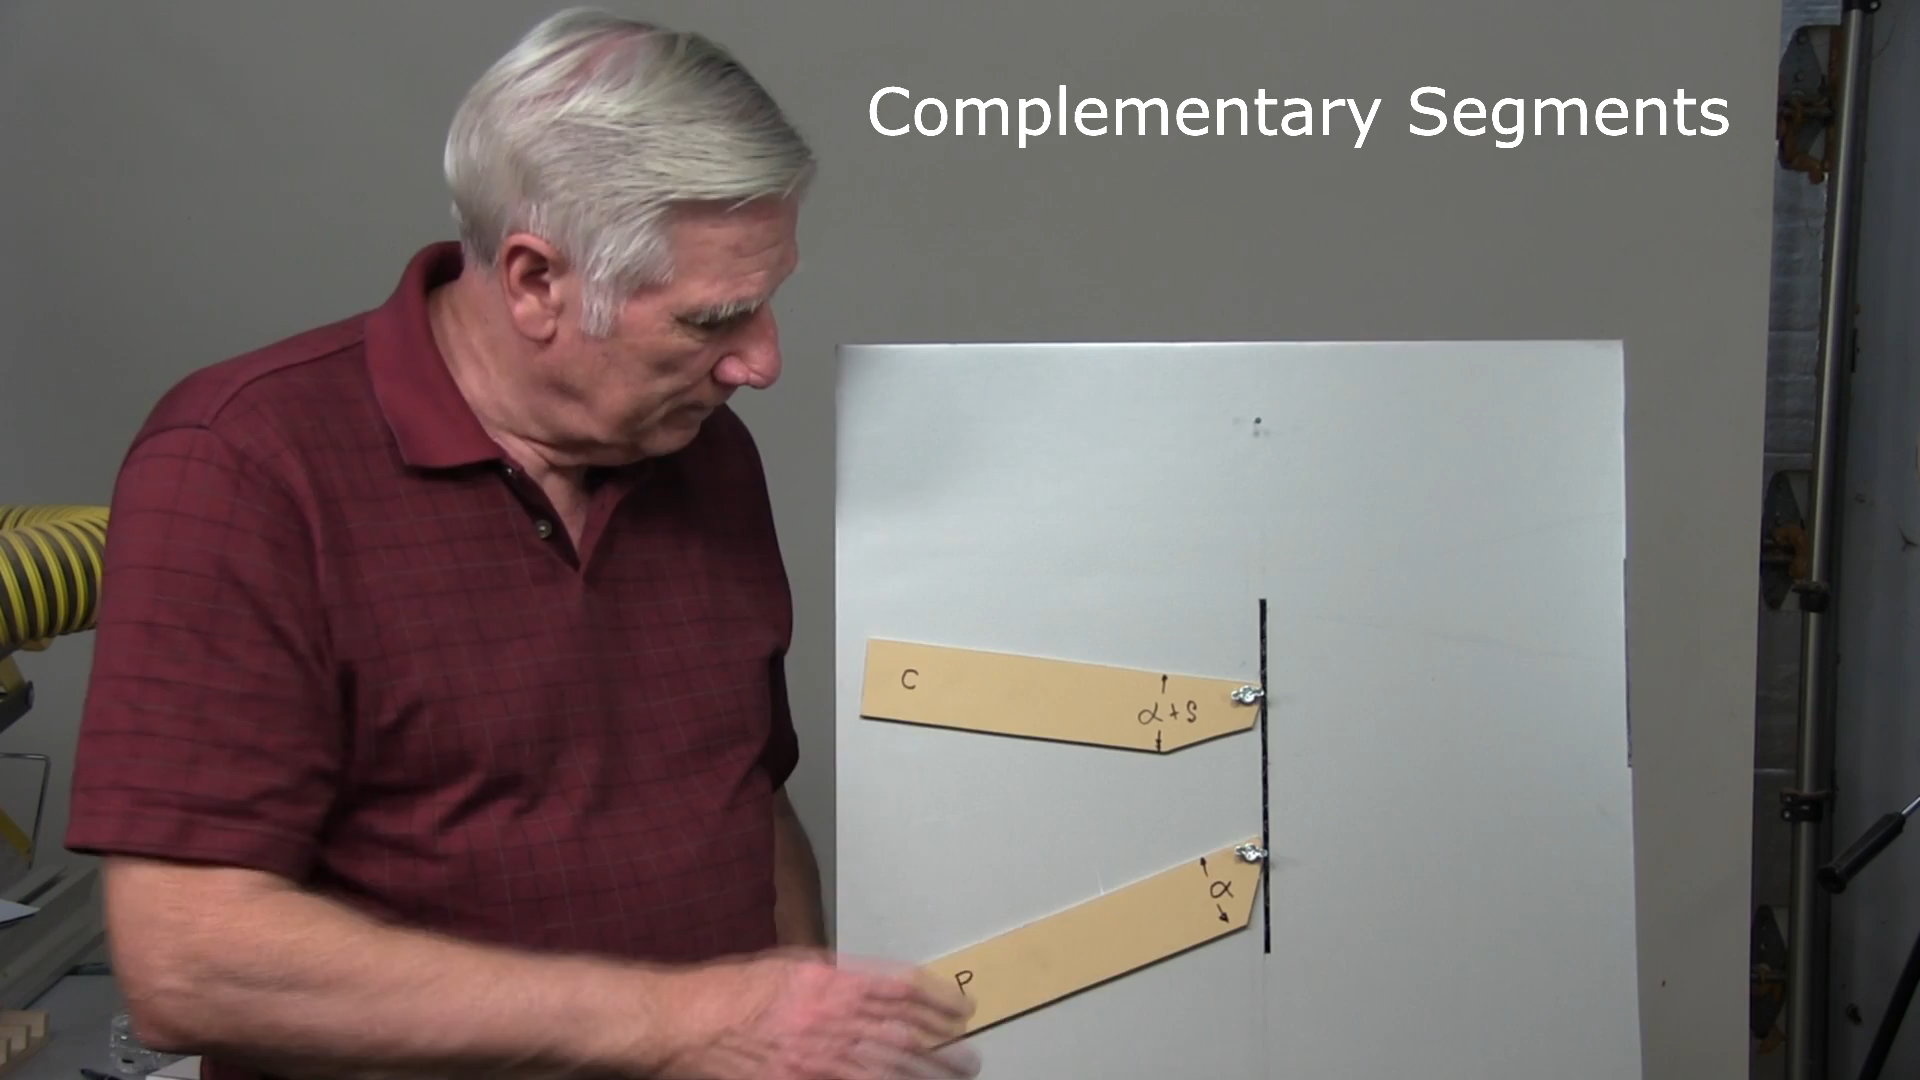 Complementary Segments
C
α + S
α
P